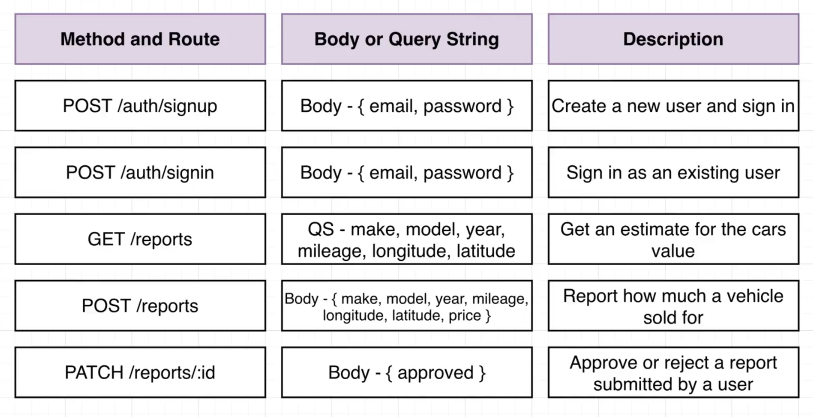 Method and Route
Body or Query String
Description
POST /auth/signup
Body - { email, password }
Create a new user and sign in
POST /auth/signin
Body - { email, password }
Sign in as an existing user
GET /reports
QS - make, model, year,
mileage, longitude, latitude
Get an estimate for the cars
value
POST /reports
Body - { make, model, year, mileage,
longitude, latitude, price }
Report how much a vehicle
sold for
PATCH /reports/:id
Body - { approved }
Approve or reject a report
submitted by a user